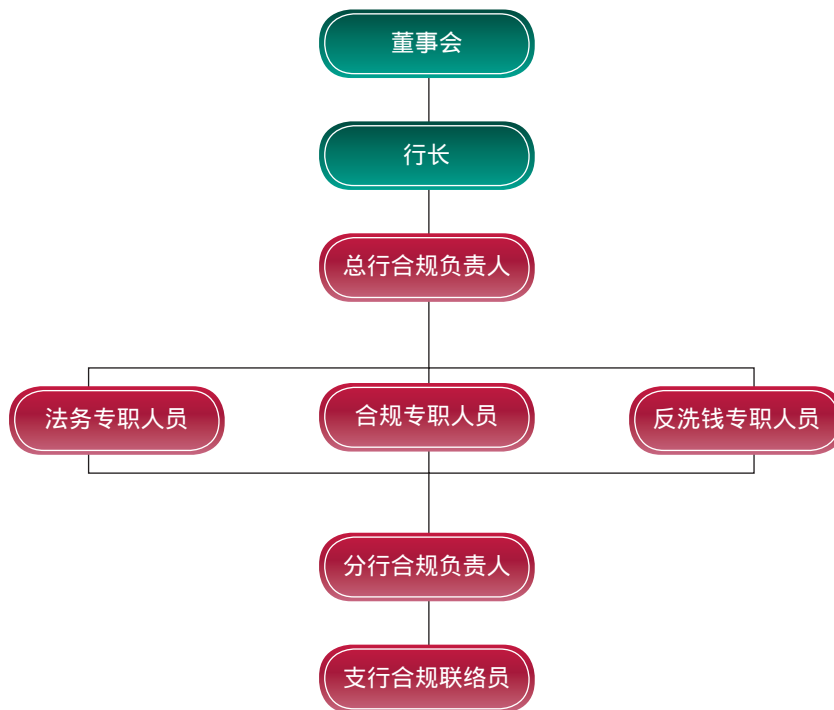 董事会
行长
总行合规负责人
法务专职人员
合规专职人员
反洗钱专职人员
分行合规负责人
支行合规联络员